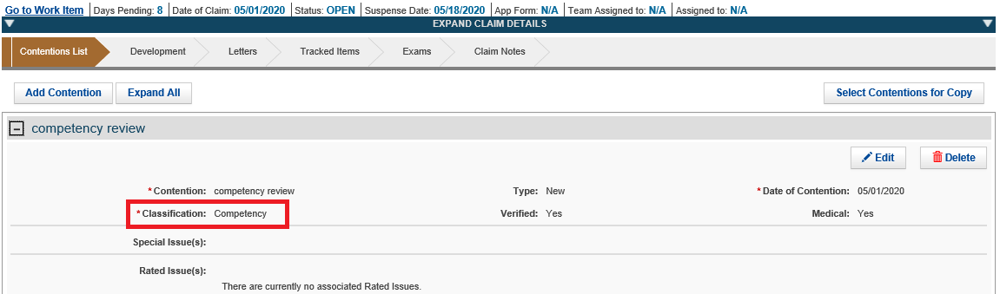 Go to Work Item Days Pending: 8 Date of Claim: 05/01/2020 Status: OPEN Suspense Date: 05/18/2020 App Form: N/A Team Assigned to: N/A Assigned to: N/A
EXPAND CLAIM DETAILS
Contentions List Development Letters Tracked Items Exams Claim Notes
Add Contention Expand All Select Contentions for Copy
competency review
Edit Delete
*Contention: competency review Type: New *Date of Contention: 05/01/2020
*Classification: Competency Verified: Yes Medical: Yes
Special Issue(s):
Rated Issue(s):
There are currently no associated Rated Issues.